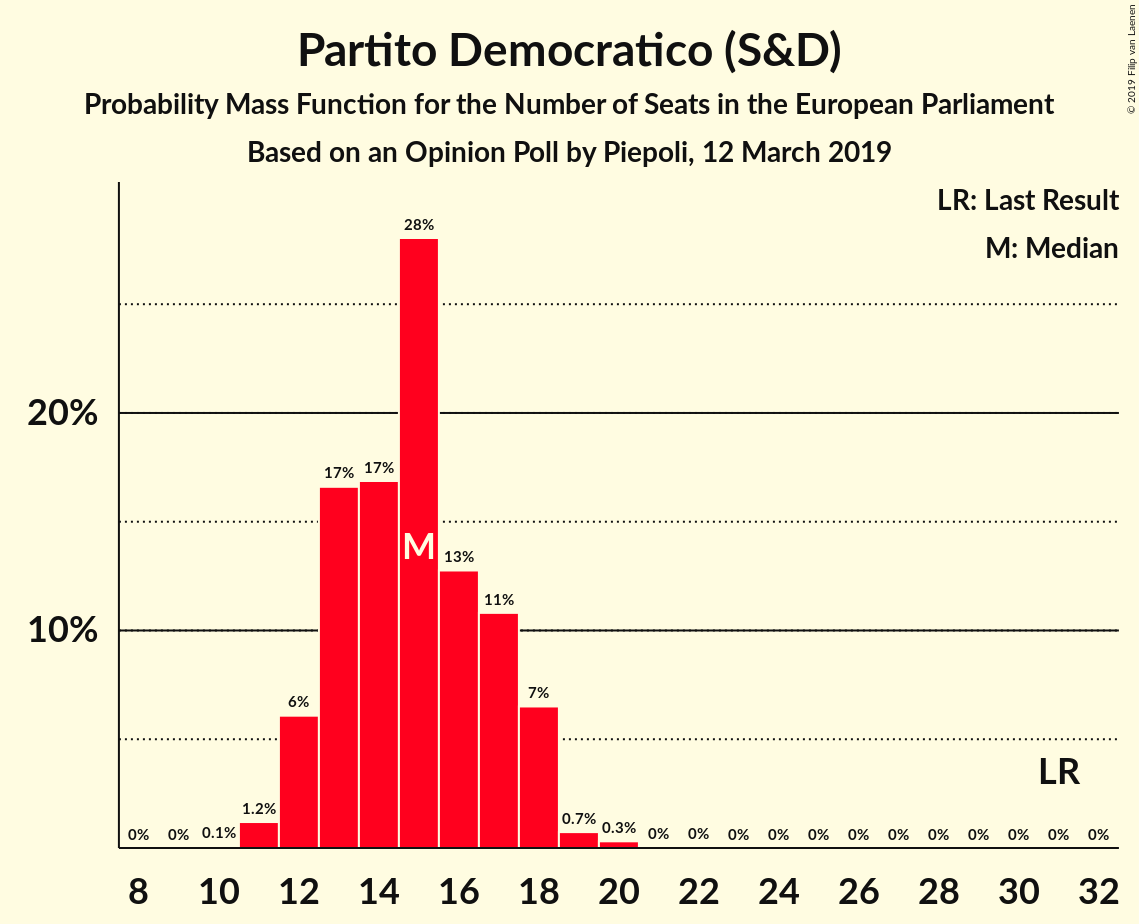 Partito Democratico (S&D)
Probability Mass Function for the Number of Seats in the European Parliament
Based on an Opinion Poll by Piepoli, 12 March 2019
© 2019 Filip van Laenen
LR: Last Result
M: Median
28%
20%
17% 17%
M
13%
11%
10%
7%
6%
LR
1.2%
0.7%
0.3%
0% 0% 0.1% 0% 0% 0% 0% 0% 0% 0% 0% 0% 0% 0% 0%
8 10 12 14 16 18 20 22 24 26 28 30 32